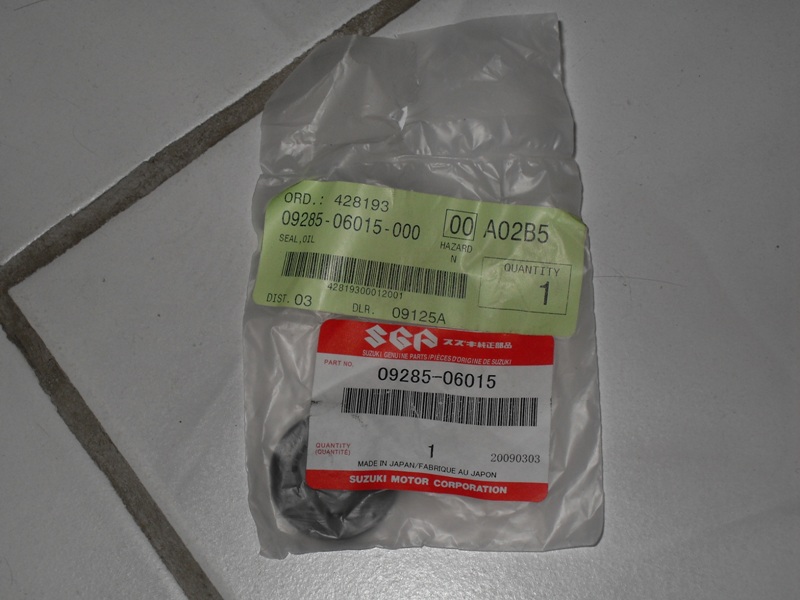 ORD.: 428193
09285-06015-000 00 A02B5
SEAL,OIL HAZARD
N
QUANTITY
1
42819300012001
DIST. 03 DLR. 09125A
SGP スズキ純正部品
SUZUKI GENUINE PARTS/PIÈCES D'ORIGINE DE SUZUKI
PART NO.
09285-06015
QUANTITY
(QUANTITÉ)
1
20090303
MADE IN JAPAN/FABRIQUE AU JAPON
SUZUKI MOTOR CORPORATION